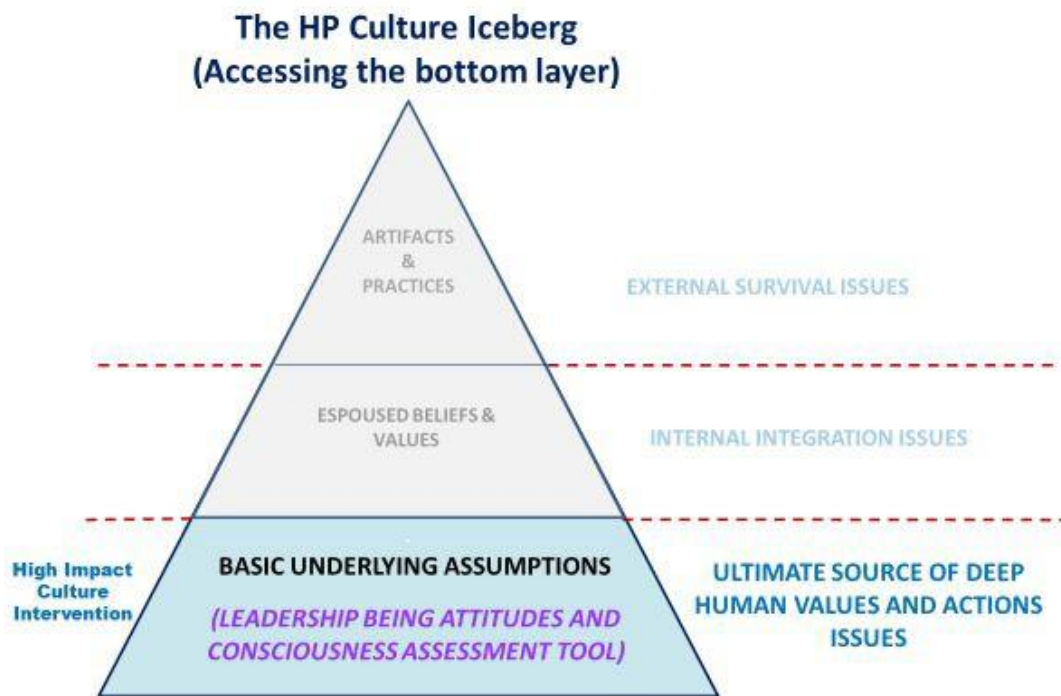 The HP Culture Iceberg
(Accessing the bottom layer)
ARTIFACTS
&
PRACTICES
EXTERNAL SURVIVAL ISSUES
ESPOUSED BELIEFS &
VALUES
INTERNAL INTEGRATION ISSUES
High Impact
Culture
Intervention
BASIC UNDERLYING ASSUMPTIONS
(LEADERSHIP BEING ATTITUDES AND
CONSCIOUSNESS ASSESSMENT TOOL)
ULTIMATE SOURCE OF DEEP
HUMAN VALUES AND ACTIONS
ISSUES